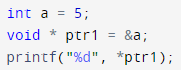 int a = 5;
void * ptr1 = &a;
printf("%d", *ptr1);